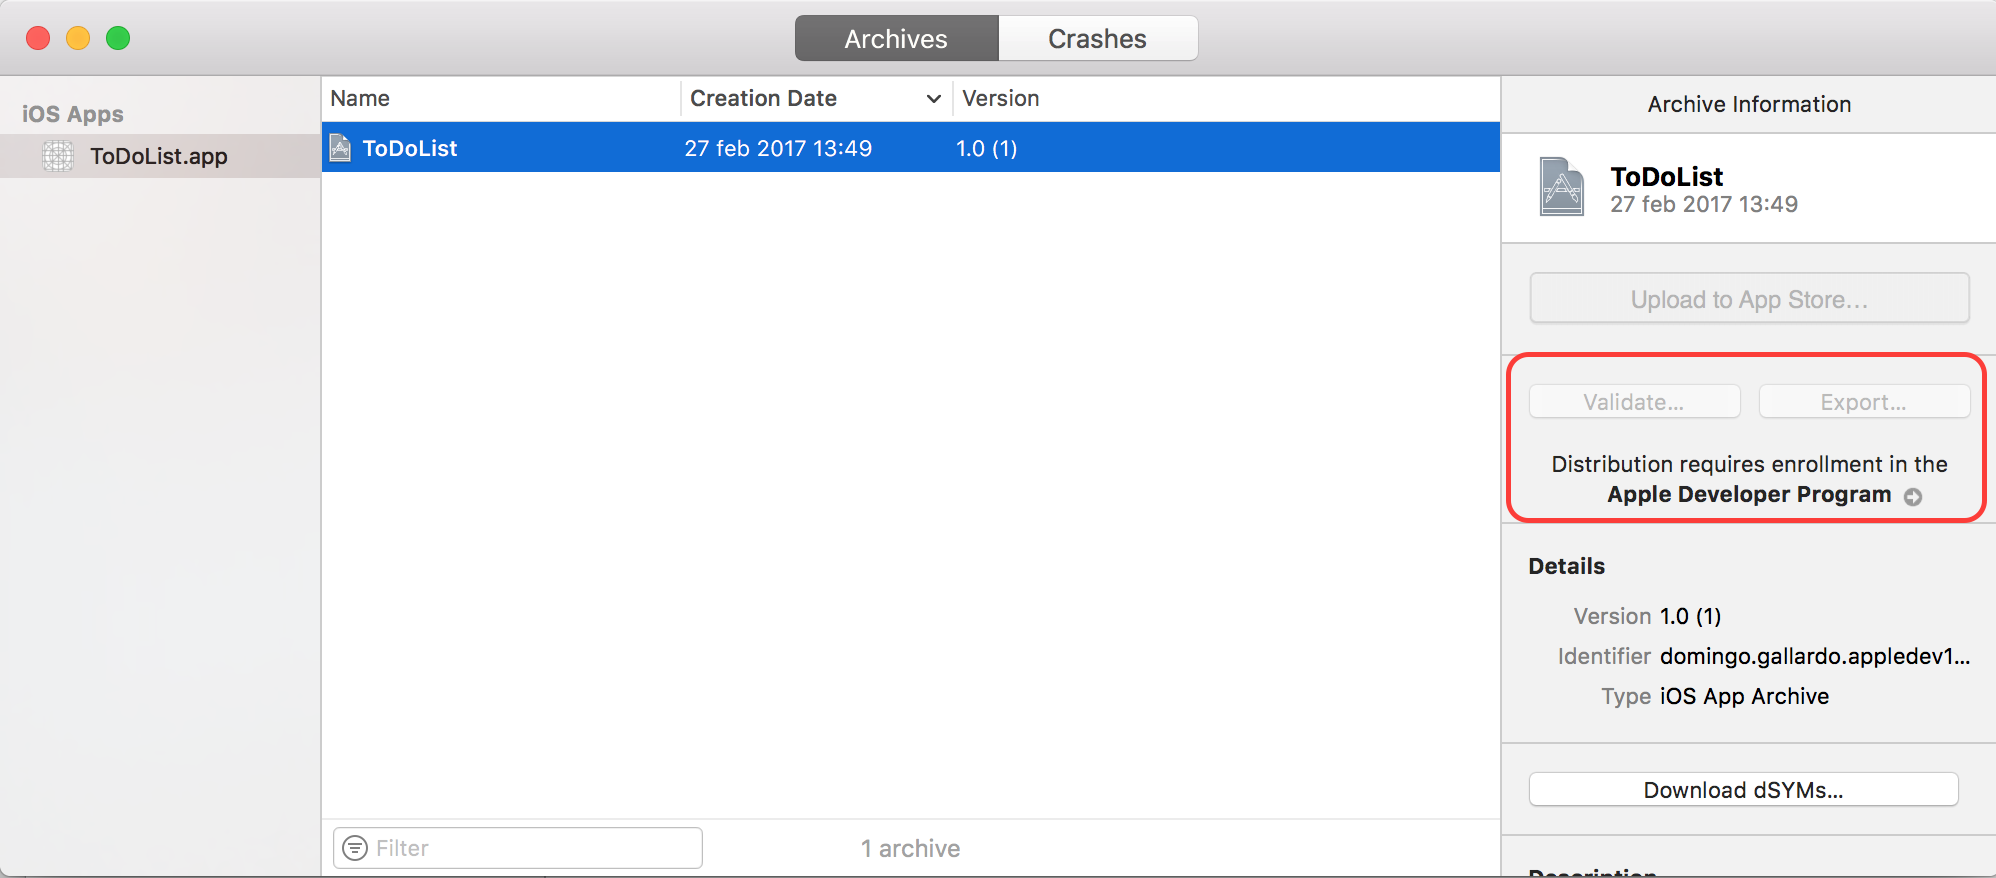 Archives
Crashes
iOS Apps
ToDoList.app
Name
Creation Date
Version
ToDoList
27 feb 2017 13:49
1.0 (1)
Filter
1 archive
Archive Information
ToDoList
27 feb 2017 13:49
Upload to App Store...
Validate...
Export...
Distribution requires enrollment in the
Apple Developer Program
Details
Version 1.0 (1)
Identifier domingo.gallardo.appledev1...
Type iOS App Archive
Download dSYMs...
Description